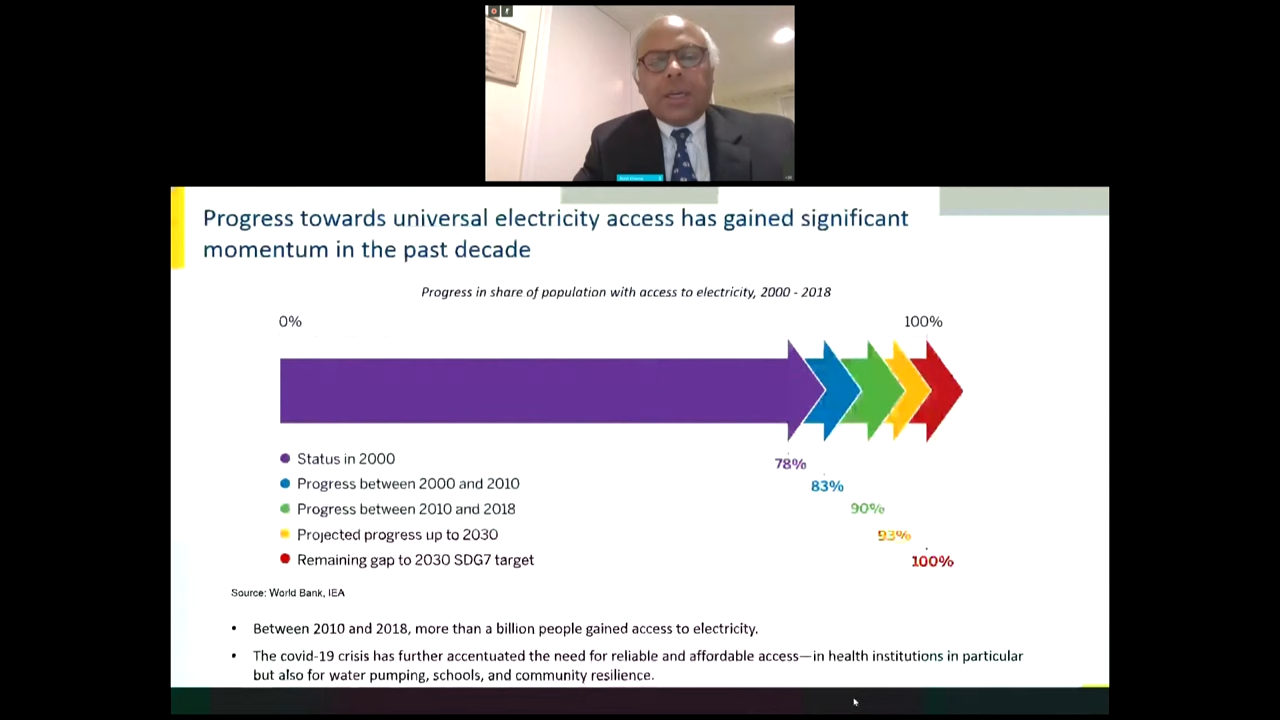 Progress towards universal electricity access has gained significant
momentum in the past decade
Progress in share of population with access to electricity, 2000 - 2018
0%
100%
Status in 2000
78%
Progress between 2000 and 2010
83%
Progress between 2010 and 2018
90%
Projected progress up to 2030
93%
Remaining gap to 2030 SDG7 target
100%
Source: World Bank, IEA
• Between 2010 and 2018, more than a billion people gained access to electricity.
• The covid-19 crisis has further accentuated the need for reliable and affordable access—in health institutions in particular
but also for water pumping, schools, and community resilience.